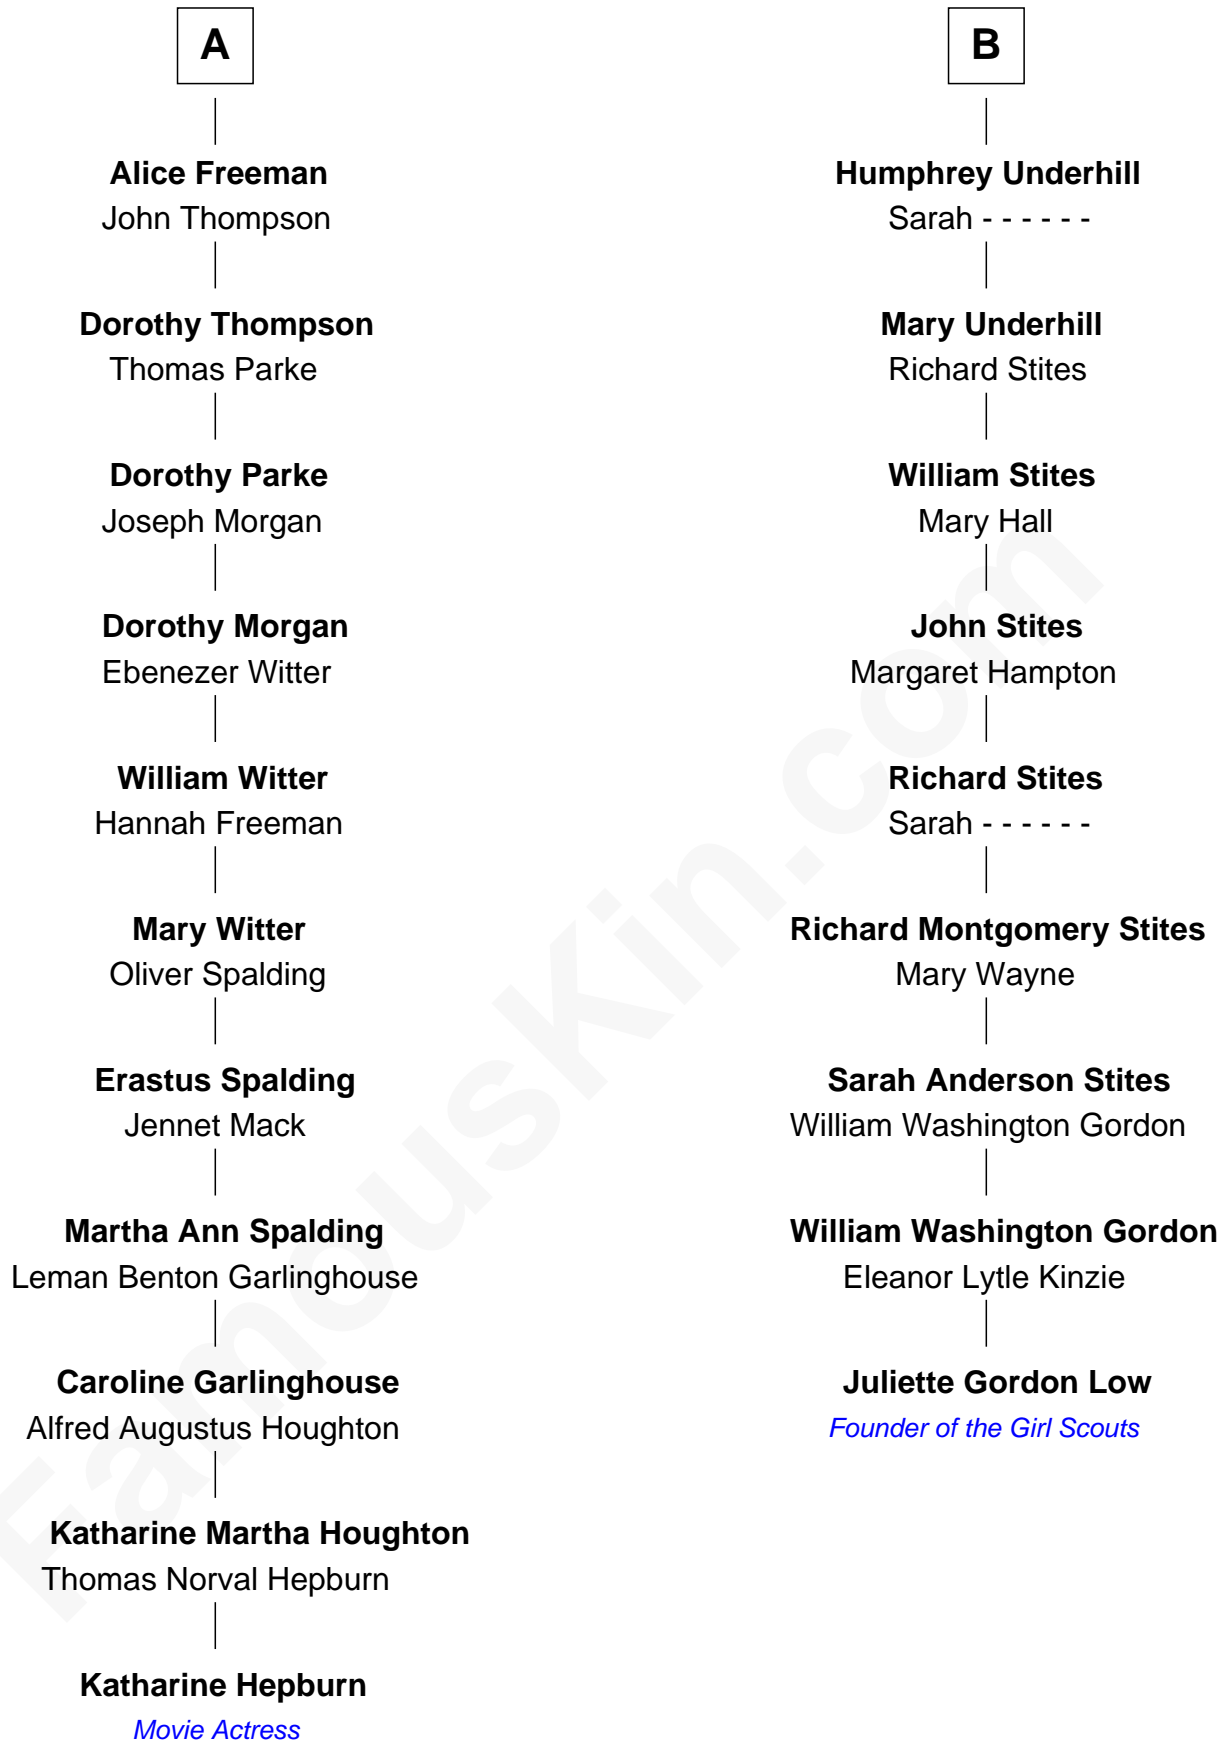 A
Alice Freeman
John Thompson
Dorothy Thompson
Thomas Parke
Dorothy Parke
Joseph Morgan
Dorothy Morgan
Ebenezer Witter
William Witter
Hannah Freeman
Mary Witter
Oliver Spalding
Erastus Spalding
Jennet Mack
Martha Ann Spalding
Leman Benton Garlinghouse
Caroline Garlinghouse
Alfred Augustus Houghton
Katharine Martha Houghton
Thomas Norval Hepburn
Katharine Hepburn
Movie Actress
B
Humphrey Underhill
Sarah - - - - - -
Mary Underhill
Richard Stites
William Stites
Mary Hall
John Stites
Margaret Hampton
Richard Stites
Sarah - - - - - -
Richard Montgomery Stites
Mary Wayne
Sarah Anderson Stites
William Washington Gordon
William Washington Gordon
Eleanor Lytle Kinzie
Juliette Gordon Low
Founder of the Girl Scouts
FamousKin.com